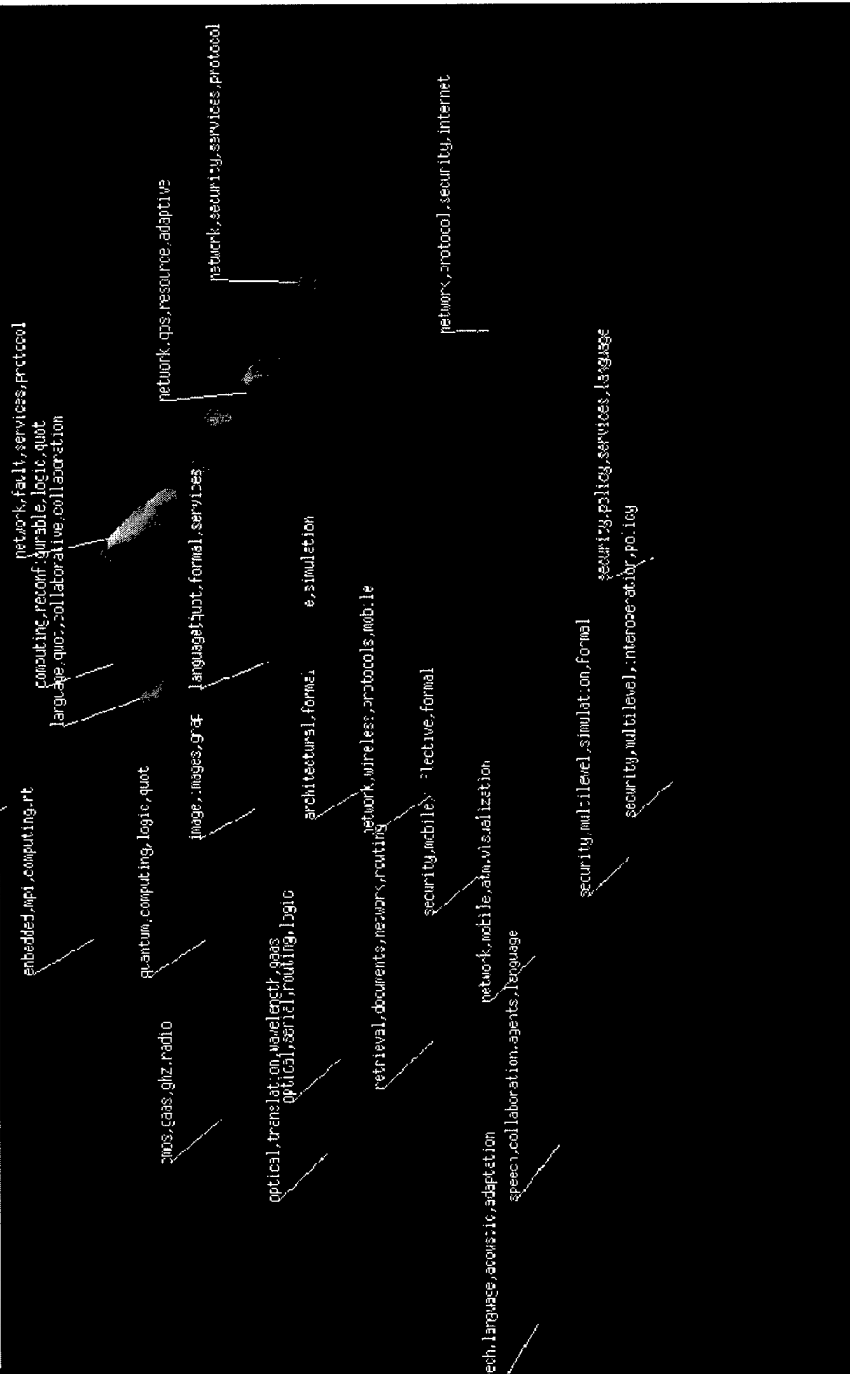 network,security,services,protocol
network,protocol,security,internet
network,qos,resource,adaptive
network,fault,services,protocol
computing,reconfigurable,logic,quot
language,quot,collaborative,collaboration
formal,services
e,simulation
security,policy,services,language
security,multilevel,interoperation,policy
security,multilevel,simulation,formal
architectural,formal
network,wireless,protocols,mobile
security,mobile, flective,formal
image,images,grap
embedded,mpi,computing,rt
quantum,computing,logic,quot
network,mobile,atm,visualization
retrieval,documents,network,routing
optical,aerial,routing,logic
optical,translation,wavelength,gaas
cmos,gaas,ghz,radio
speech,collaboration,agents,language
ech,language,acoustic,adaptation